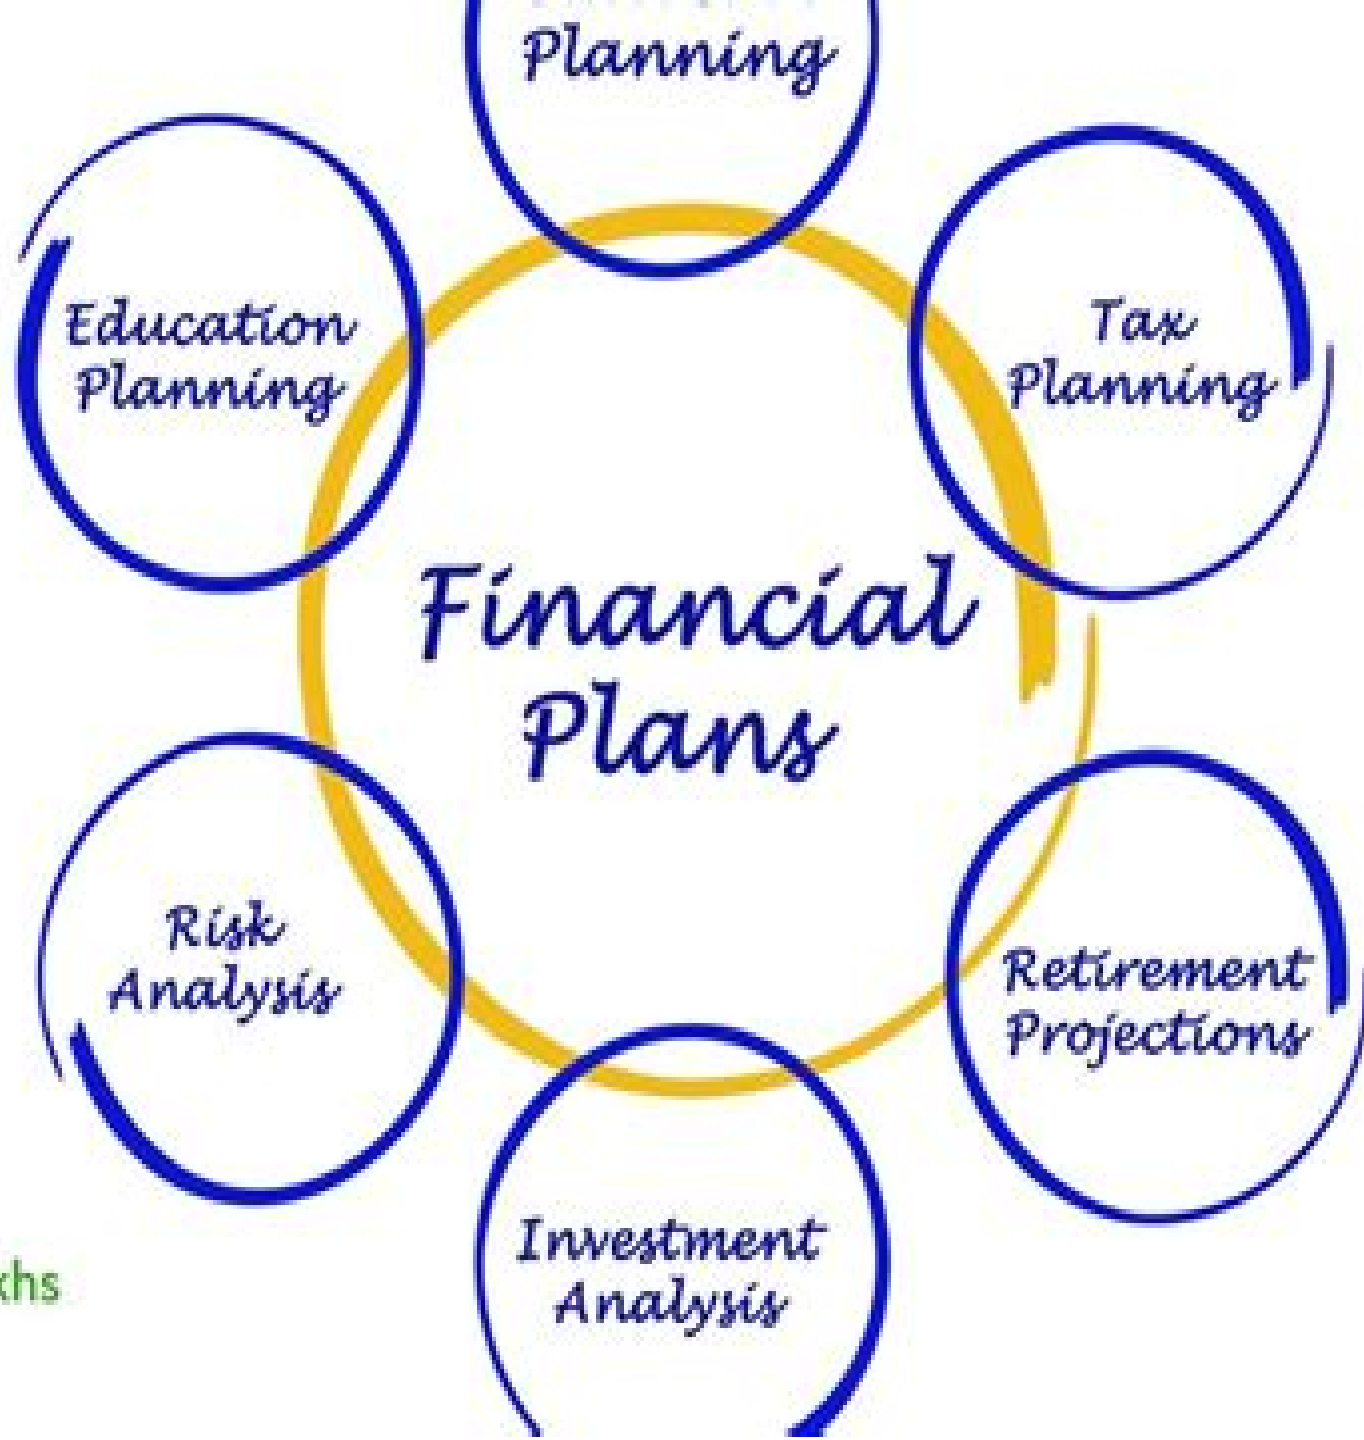 Planning
Education
Planning
Tax
Planning
Financial
Plans
Risk
Analysis
Retirement
Projections
Investment
Analysis
khs